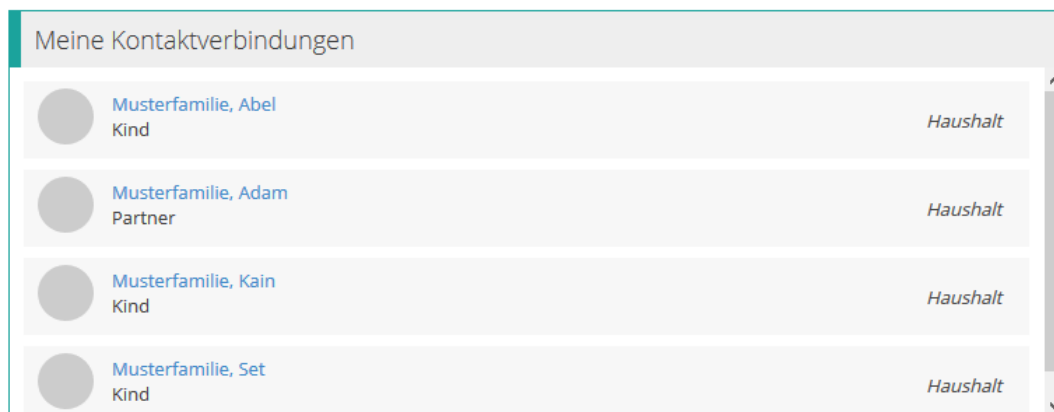 Meine Kontaktverbindungen
Musterfamilie, Abel
Kind
Haushalt
Musterfamilie, Adam
Partner
Haushalt
Musterfamilie, Kain
Kind
Haushalt
Musterfamilie, Set
Kind
Haushalt